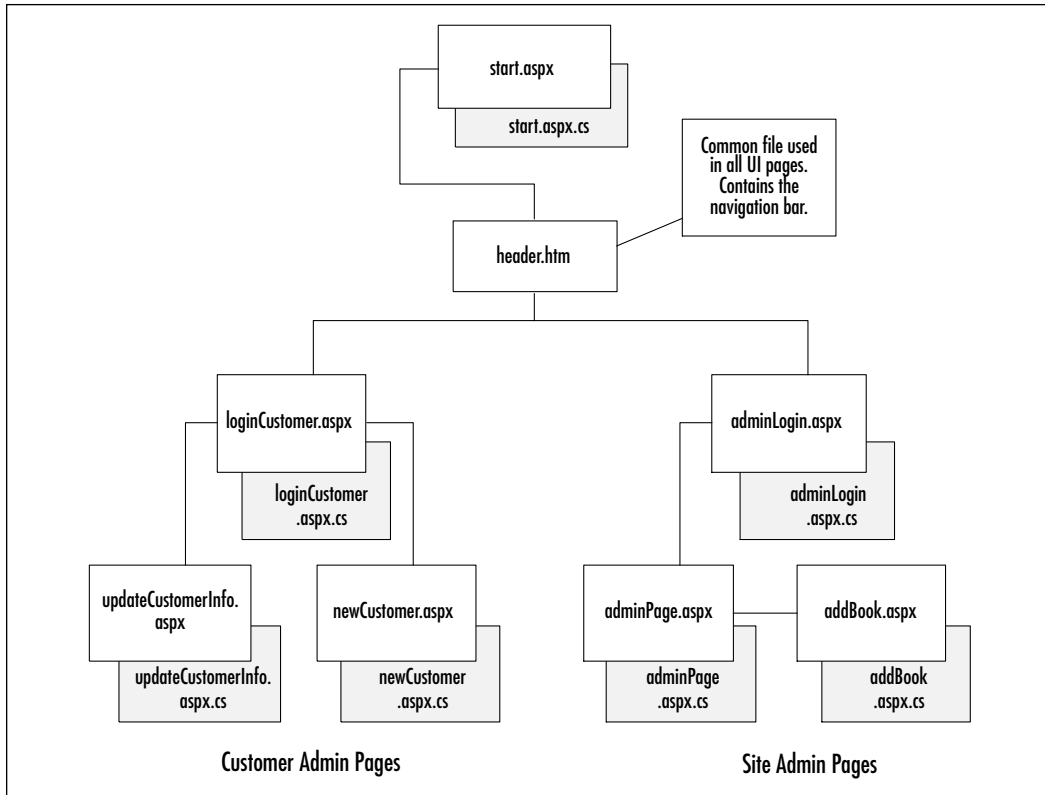 start.aspx
start.aspx.cs
Common file used
in all UI pages.
Contains the
navigation bar.
header.htm
loginCustomer.aspx
loginCustomer
.aspx.cs
adminLogin.aspx
adminLogin
.aspx.cs
updateCustomerInfo.
aspx
updateCustomerInfo.
aspx.cs
newCustomer.aspx
newCustomer
.aspx.cs
adminPage.aspx
adminPage
.aspx.cs
addBook.aspx
addBook
.aspx.cs
Customer Admin Pages
Site Admin Pages